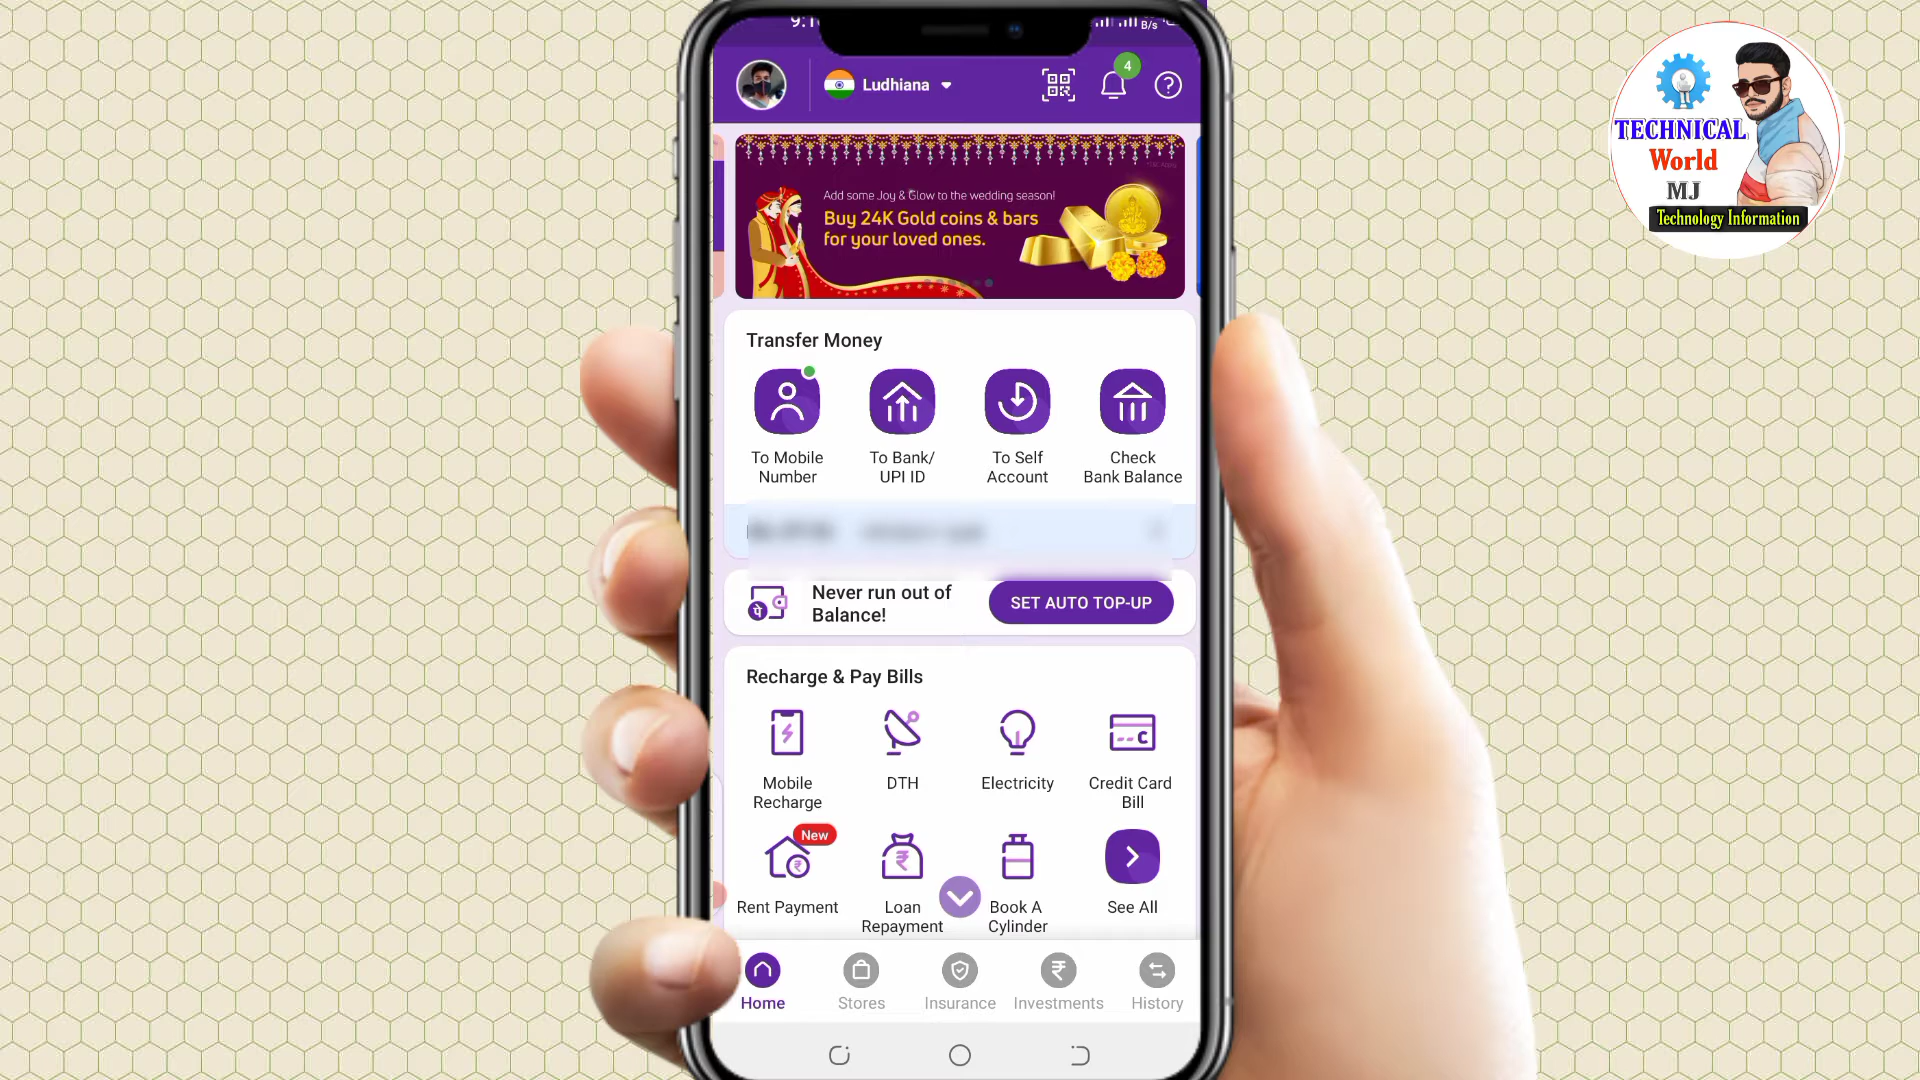 Ludhiana
4
B/s
TECHNICAL
World
MJ
Technology Information
Add some Joy & Glow to the wedding season!
Buy 24K Gold coins & bars
for your loved ones.
Transfer Money
To Mobile
Number
To Bank/
UPI ID
To Self
Account
Check
Bank Balance
पे
Never run out of
Balance!
SET AUTO TOP-UP
Recharge & Pay Bills
Mobile
Recharge
DTH
Electricity
C
Credit Card
Bill
New
₹
Rent Payment
₹
Loan
Repayment
Book A
Cylinder
See All
Home
Stores
Insurance
₹
Investments
History